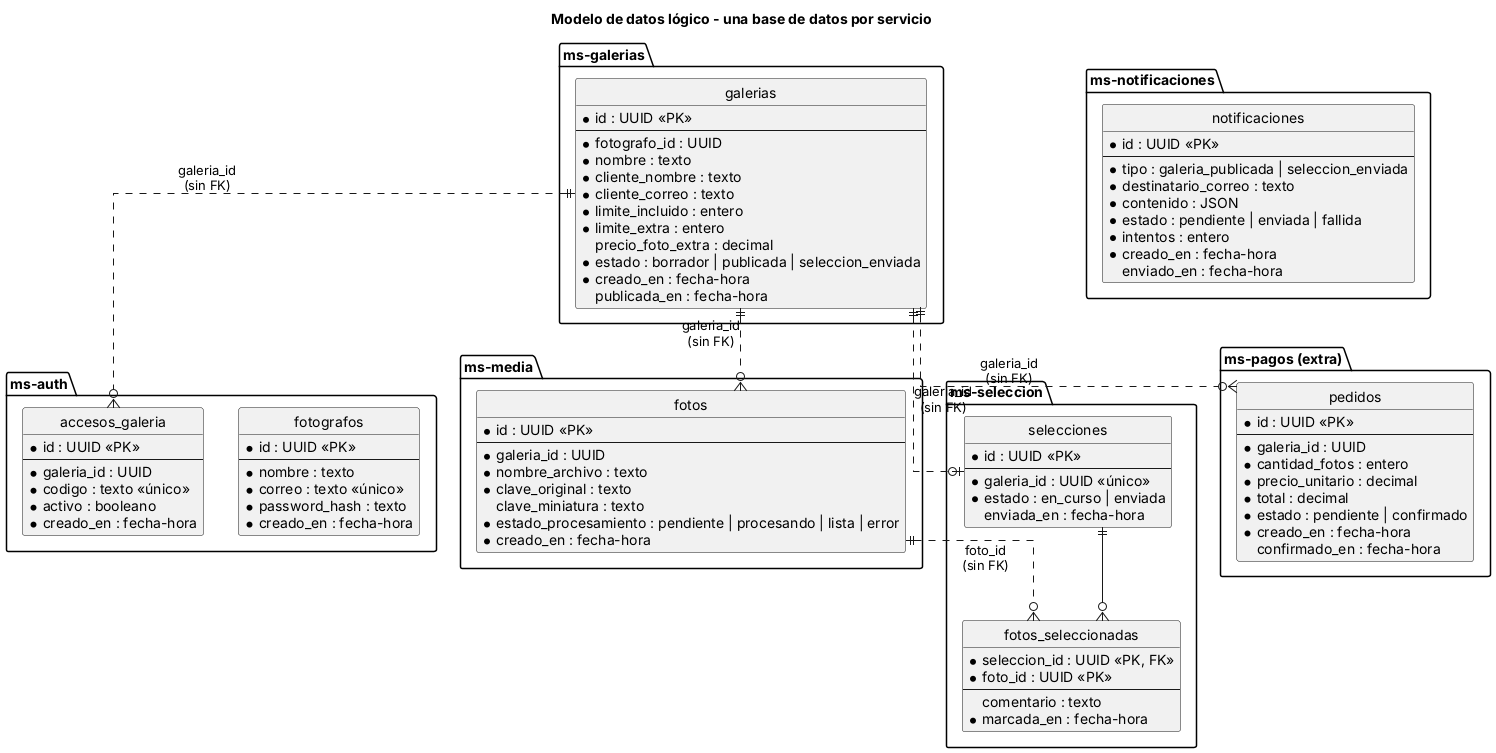 Modelo de datos lógico - una base de datos por servicio
ms-galerias
galerias
id : UUID «PK»
fotografo_id : UUID
nombre : texto
cliente_nombre : texto
cliente_correo : texto
limite_incluido : entero
limite_extra : entero
precio_foto_extra : decimal
estado : borrador | publicada | seleccion_enviada
creado_en : fecha-hora
publicada_en : fecha-hora
ms-notificaciones
notificaciones
id : UUID «PK»
tipo : galeria_publicada | seleccion_enviada
destinatario_correo : texto
contenido : JSON
estado : pendiente | enviada | fallida
intentos : entero
creado_en : fecha-hora
enviado_en : fecha-hora
galeria_id
(sin FK)
galeria_id
(sin FK)
galeria_id
(sin FK)
galeria_id
(sin FK)
ms-auth
accesos_galeria
id : UUID «PK»
galeria_id : UUID
codigo : texto «único»
activo : booleano
creado_en : fecha-hora
fotografos
id : UUID «PK»
nombre : texto
correo : texto «único»
password_hash : texto
creado_en : fecha-hora
ms-media
fotos
id : UUID «PK»
galeria_id : UUID
nombre_archivo : texto
clave_original : texto
clave_miniatura : texto
estado_procesamiento : pendiente | procesando | lista | error
creado_en : fecha-hora
ms-seleccion
selecciones
id : UUID «PK»
galeria_id : UUID «único»
estado : en_curso | enviada
enviada_en : fecha-hora
foto_id
(sin FK)
fotos_seleccionadas
seleccion_id : UUID «PK, FK»
foto_id : UUID «PK»
comentario : texto
marcada_en : fecha-hora
ms-pagos (extra)
pedidos
id : UUID «PK»
galeria_id : UUID
cantidad_fotos : entero
precio_unitario : decimal
total : decimal
estado : pendiente | confirmado
creado_en : fecha-hora
confirmado_en : fecha-hora